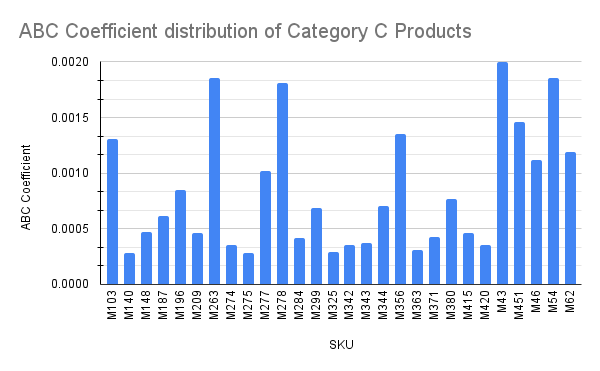 ABC Coefficient distribution of Category C Products
0.0020
0.0015
0.0010
0.0005
0.0000
ABC Coefficient
M103
M140
M148
M187
M196
M209
M263
M274
M275
M277
M278
M284
M299
M325
M342
M343
M344
M356
M363
M371
M380
M415
M420
M43
M451
M46
M54
M62
SKU